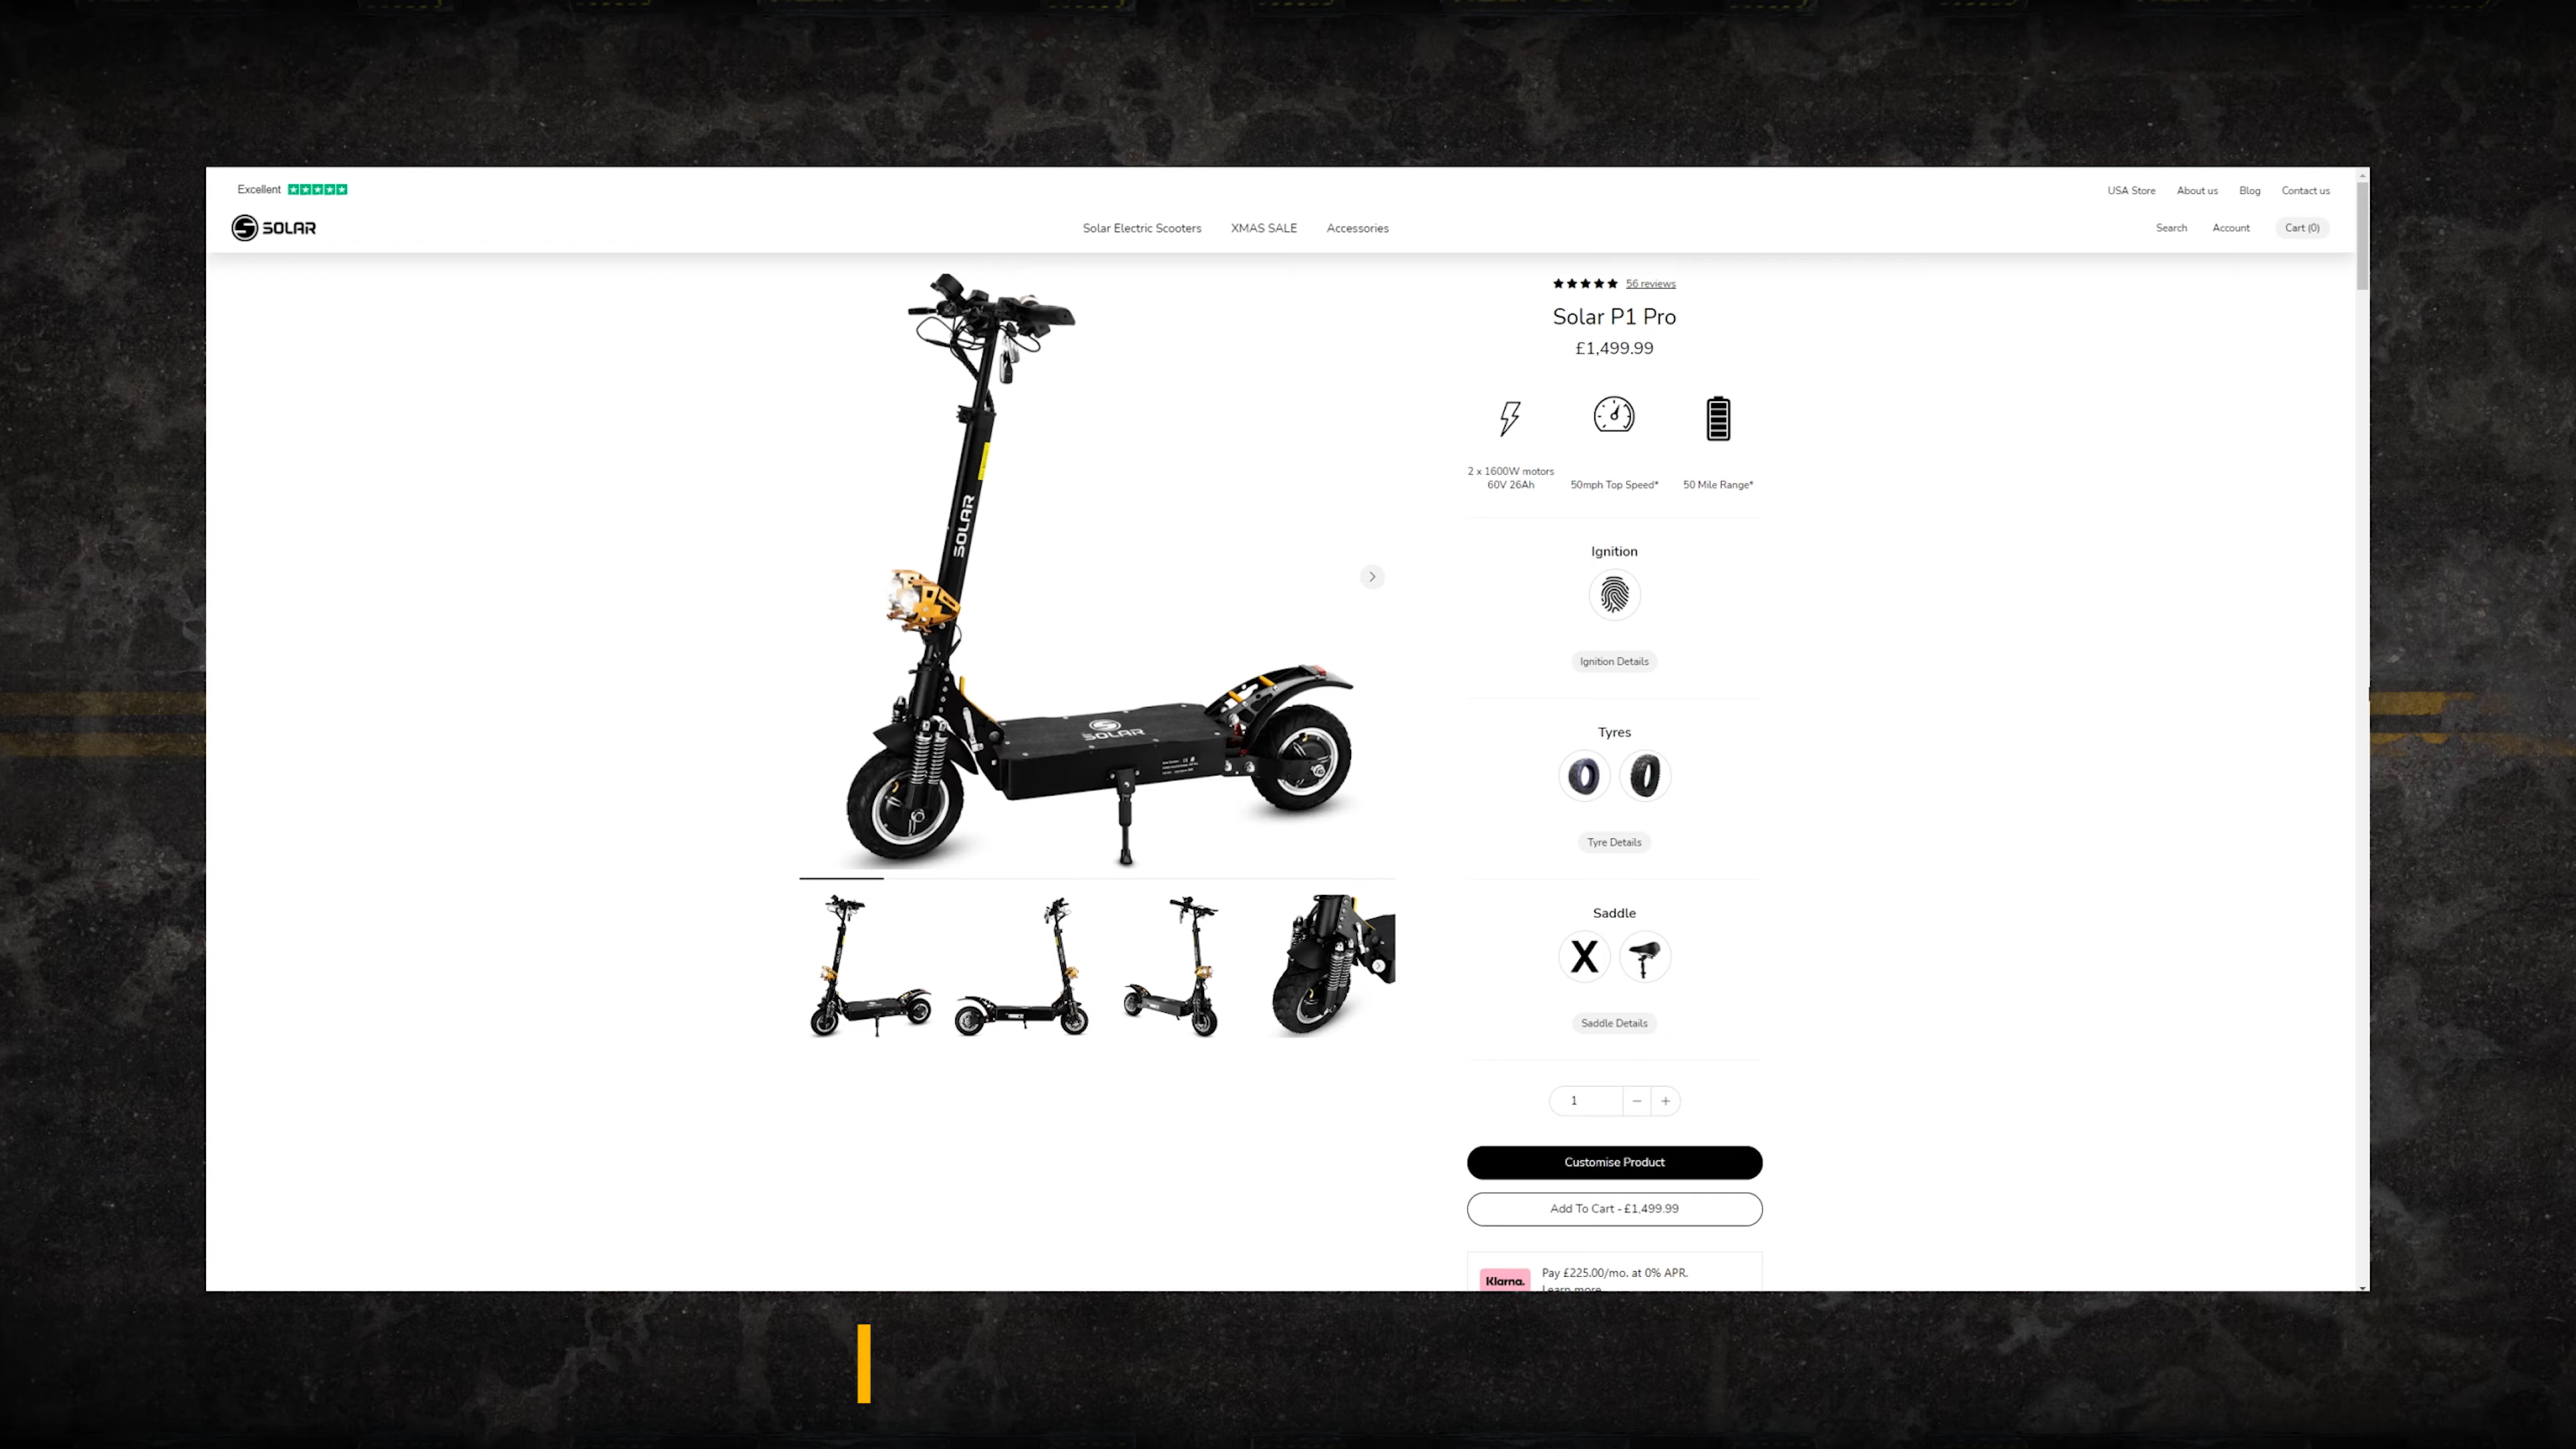 Excellent
USA Store About us Blog Contact us
SOLAR
Solar Electric Scooters XMAS SALE Accessories
Search Account Cart (0)
56 reviews
Solar P1 Pro
£1,499.99
2 x 1600W motors
60V 26Ah
50mph Top Speed*
50 Mile Range*
SOLAR
SOLAR
Ignition
Ignition Details
Tyres
Tyre Details
Saddle
X
Saddle Details
1
Customise Product
Add To Cart - £1,499.99
Klarna.
Pay £225.00/mo. at 0% APR.
Learn more